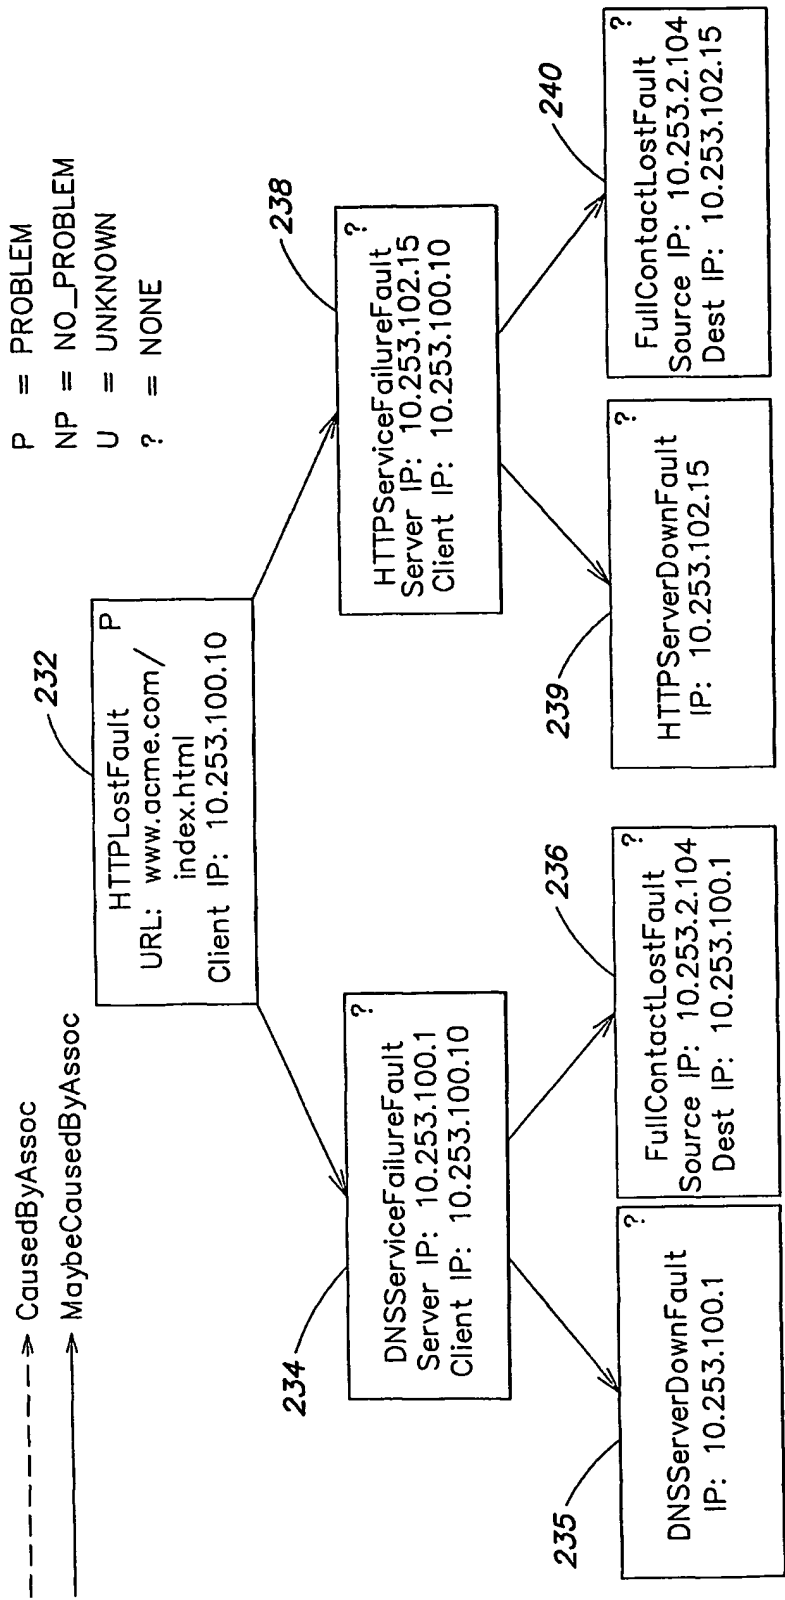 CausedByAssoc
MaybeCausedByAssoc
P = PROBLEM
NP = NO_PROBLEM
U = UNKNOWN
? = NONE
232
HTTPLostFault P
URL: www.acme.com/
index.html
Client IP: 10.253.100.10
234
DNSServiceFailureFault ?
Server IP: 10.253.100.1
Client IP: 10.253.100.10
238
HTTPServiceFailureFault ?
Server IP: 10.253.102.15
Client IP: 10.253.100.10
235
DNSServerDownFault ?
IP: 10.253.100.1
236
FullContactLostFault ?
Source IP: 10.253.2.104
Dest IP: 10.253.100.1
239
HTTPServerDownFault ?
IP: 10.253.102.15
240
FullContactLostFault ?
Source IP: 10.253.2.104
Dest IP: 10.253.102.15